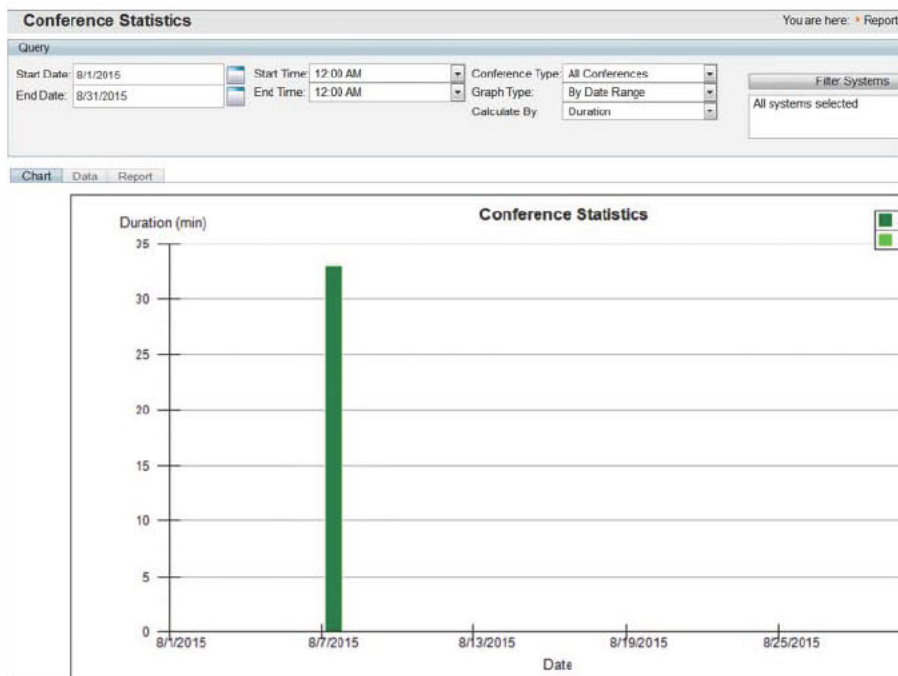 Conference Statistics
You are here: Report
Query
Start Date: 8/1/2015
Start Time: 12:00 AM
Conference Type: All Conferences
Filter Systems
End Date: 8/31/2015
End Time: 12:00 AM
Graph Type: By Date Range
All systems selected
Calculate By Duration
Chart Data Report
Conference Statistics
Duration (min)
35
30
25
20
15
10
5
0
8/1/2015 8/7/2015 8/13/2015 8/19/2015 8/25/2015
Date